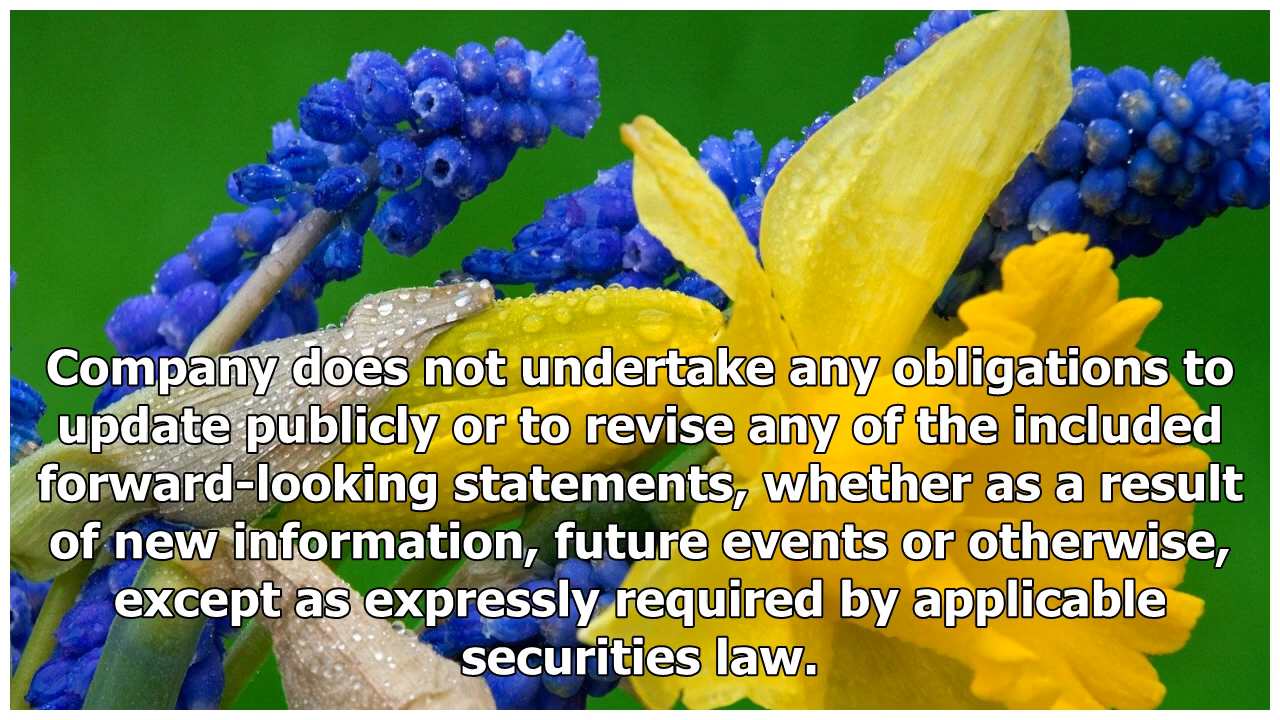 Company does not undertake any obligations to
update publicly or to revise any of the included
forward-looking statements, whether as a result
of new information, future events or otherwise,
except as expressly required by applicable
securities law.